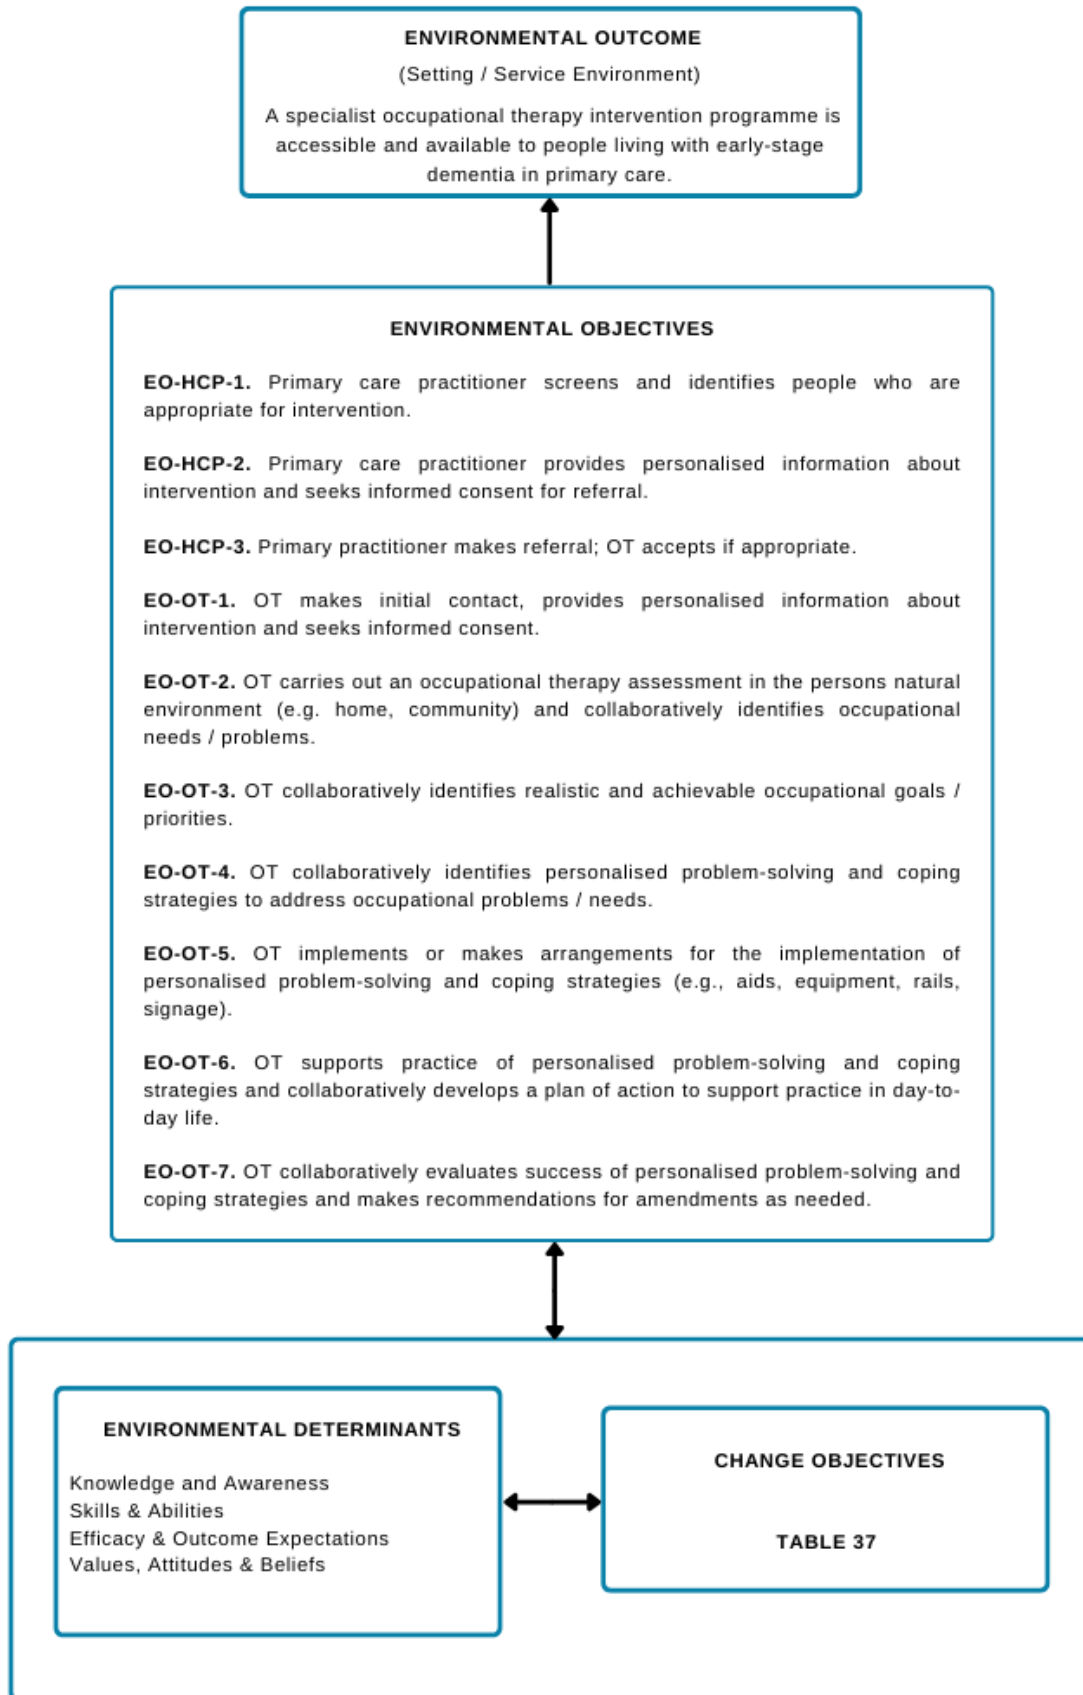 ENVIRONMENTAL OUTCOME
(Setting / Service Environment)
A specialist occupational therapy intervention programme is
accessible and available to people living with early-stage
dementia in primary care.
ENVIRONMENTAL OBJECTIVES
EO-HCP-1. Primary care practitioner screens and identifies people who are
appropriate for intervention.
EO-HCP-2. Primary care practitioner provides personalised information about
intervention and seeks informed consent for referral.
EO-HCP-3. Primary practitioner makes referral; OT accepts if appropriate.
EO-OT-1. OT makes initial contact, provides personalised information about
intervention and seeks informed consent.
EO-OT-2. OT carries out an occupational therapy assessment in the persons natural
environment (e.g. home, community) and collaboratively identifies occupational
needs / problems.
EO-OT-3. OT collaboratively identifies realistic and achievable occupational goals /
priorities.
EO-OT-4. OT collaboratively identifies personalised problem-solving and coping
strategies to address occupational problems / needs.
EO-OT-5. OT implements or makes arrangements for the implementation of
personalised problem-solving and coping strategies (e.g., aids, equipment, rails,
signage).
EO-OT-6. OT supports practice of personalised problem-solving and coping
strategies and collaboratively develops a plan of action to support practice in day-to-
day life.
EO-OT-7. OT collaboratively evaluates success of personalised problem-solving and
coping strategies and makes recommendations for amendments as needed.
ENVIRONMENTAL DETERMINANTS
Knowledge and Awareness
Skills & Abilities
Efficacy & Outcome Expectations
Values, Attitudes & Beliefs
CHANGE OBJECTIVES
TABLE 37